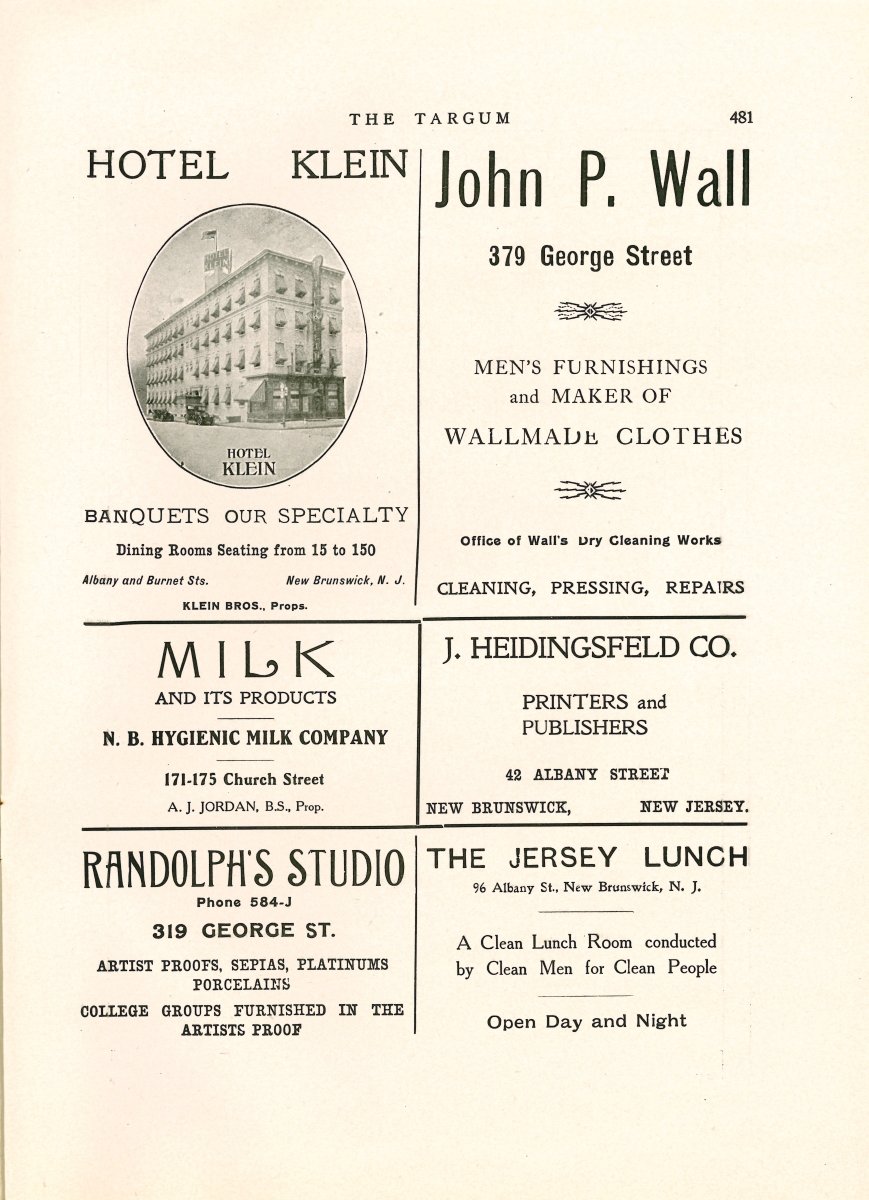 THE TARGUM 481
HOTEL KLEIN
HOTEL
KLEIN
HOTEL
KLEIN
BANQUETS OUR SPECIALTY
Dining Rooms Seating from 15 to 150
Albany and Burnet Sts. New Brunswick, N. J.
KLEIN BROS., Props.
John P. Wall
379 George Street
MEN'S FURNISHINGS
and MAKER OF
WALLMADE CLOTHES
Office of Wall's Dry Cleaning Works
CLEANING, PRESSING, REPAIRS
MILK
AND ITS PRODUCTS
N. B. HYGIENIC MILK COMPANY
171-175 Church Street
A. J. JORDAN, B.S., Prop.
J. HEIDINGSFELD CO.
PRINTERS and
PUBLISHERS
42 ALBANY STREET
NEW BRUNSWICK, NEW JERSEY.
RANDOLPH'S STUDIO
Phone 584-J
319 GEORGE ST.
ARTIST PROOFS, SEPIAS, PLATINUMS
PORCELAINS
COLLEGE GROUPS FURNISHED IN THE
ARTISTS PROOF
THE JERSEY LUNCH
96 Albany St., New Brunswick, N. J.
A Clean Lunch Room conducted
by Clean Men for Clean People
Open Day and Night